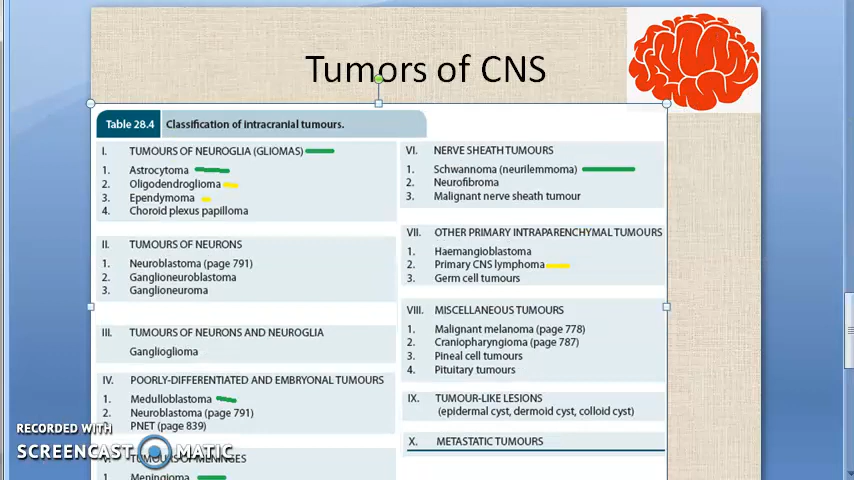 Tumors of CNS
Table 28.4 Classification of intracranial tumours.
I. TUMOURS OF NEUROGLIA (GLIOMAS)
1. Astrocytoma
2. Oligodendroglioma
3. Ependymoma
4. Choroid plexus papilloma
II. TUMOURS OF NEURONS
1. Neuroblastoma (page 791)
2. Ganglioneuroblastoma
3. Ganglioneuroma
III. TUMOURS OF NEURONS AND NEUROGLIA
Ganglioglioma
IV. POORLY-DIFFERENTIATED AND EMBRYONAL TUMOURS
1. Medulloblastoma
2. Neuroblastoma (page 791)
PNET (page 839)
V. TUMOURS OF MENINGES
1. Meningioma
VI. NERVE SHEATH TUMOURS
1. Schwannoma (neurilemmoma)
2. Neurofibroma
3. Malignant nerve sheath tumour
VII. OTHER PRIMARY INTRAPARENCHYMAL TUMOURS
1. Haemangioblastoma
2. Primary CNS lymphoma
3. Germ cell tumours
VIII. MISCELLANEOUS TUMOURS
1. Malignant melanoma (page 778)
2. Craniopharyngioma (page 787)
3. Pineal cell tumours
4. Pituitary tumours
IX. TUMOUR-LIKE LESIONS
(epidermal cyst, dermoid cyst, colloid cyst)
X. METASTATIC TUMOURS
RECORDED WITH
SCREENCAST MATIC